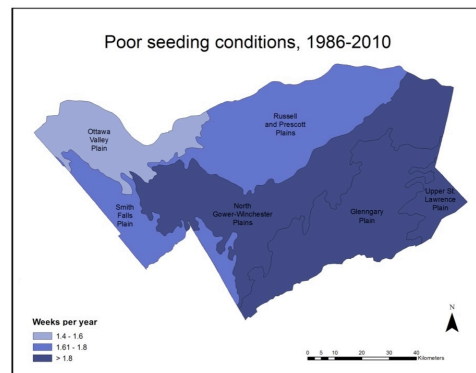 Poor seeding conditions, 1986-2010
Ottawa
Valley
Plain
Russell
and Prescott
Plains
Smith
Falls
Plain
North
Gower-Winchester
Plains
Glenngary
Plain
Upper St.
Lawrence
Plain
Weeks per year
1.4 - 1.6
1.61 - 1.8
> 1.8
N
0 5 10 20 30 40
Kilometers